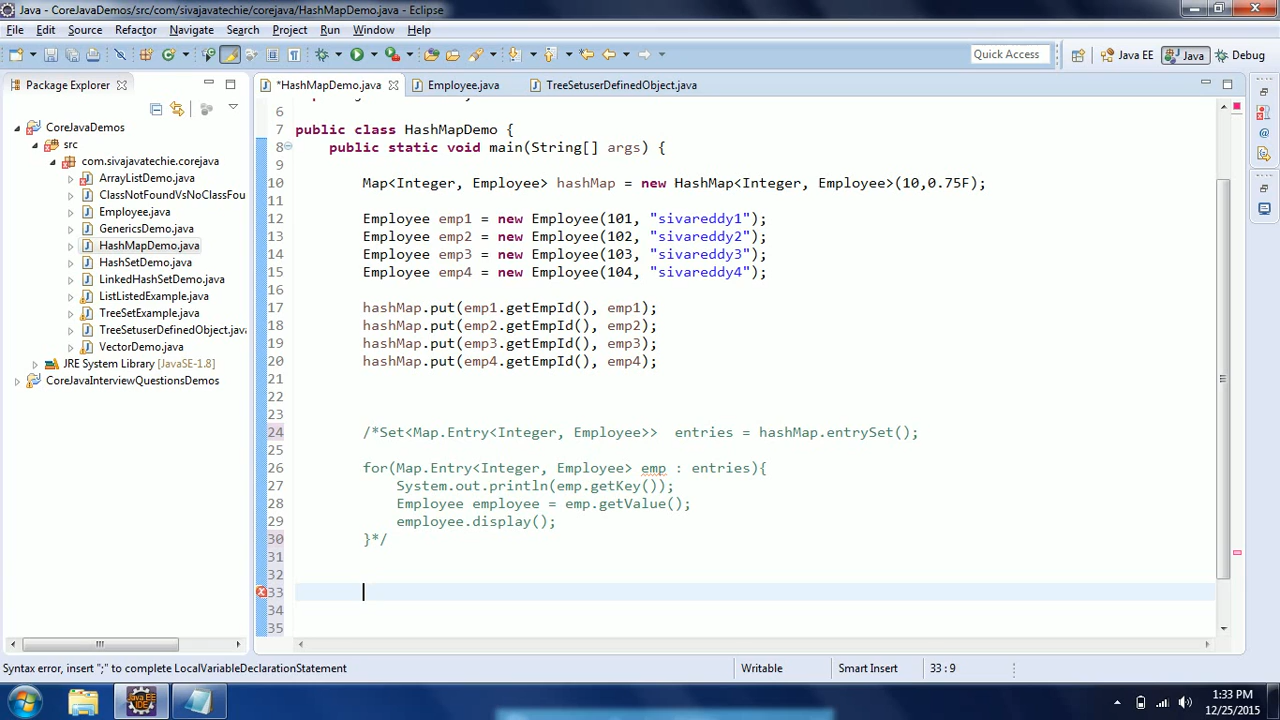 Java - CoreJavaDemos/src/com/sivajavatechie/corejava/HashMapDemo.java - Eclipse
File Edit Source Refactor Navigate Search Project Run Window Help
Quick Access Java EE Java Debug
Package Explorer
CoreJavaDemos
src
com.sivajavatechie.corejava
ArrayListDemo.java
ClassNotFoundVsNoClassFou
Employee.java
GenericsDemo.java
HashMapDemo.java
HashSetDemo.java
LinkedHashSetDemo.java
ListListedExample.java
TreeSetExample.java
TreeSetuserDefinedObject.java
VectorDemo.java
JRE System Library [JavaSE-1.8]
CoreJavaInterviewQuestionsDemos
*HashMapDemo.java Employee.java TreeSetuserDefinedObject.java
6
7 public class HashMapDemo {
8 public static void main(String[] args) {
9
10 Map<Integer, Employee> hashMap = new HashMap<Integer, Employee>(10,0.75F);
11
12 Employee emp1 = new Employee(101, "sivareddy1");
13 Employee emp2 = new Employee(102, "sivareddy2");
14 Employee emp3 = new Employee(103, "sivareddy3");
15 Employee emp4 = new Employee(104, "sivareddy4");
16
17 hashMap.put(emp1.getEmpId(), emp1);
18 hashMap.put(emp2.getEmpId(), emp2);
19 hashMap.put(emp3.getEmpId(), emp3);
20 hashMap.put(emp4.getEmpId(), emp4);
21
22
23
24 /*Set<Map.Entry<Integer, Employee>> entries = hashMap.entrySet();
25
26 for(Map.Entry<Integer, Employee> emp : entries){
27 System.out.println(emp.getKey());
28 Employee employee = emp.getValue();
29 employee.display();
30 }*/
31
32
33
34
35
Syntax error, insert ";" to complete LocalVariableDeclarationStatement Writable Smart Insert 33 : 9
Java EE
IDE
1:33 PM
12/25/2015